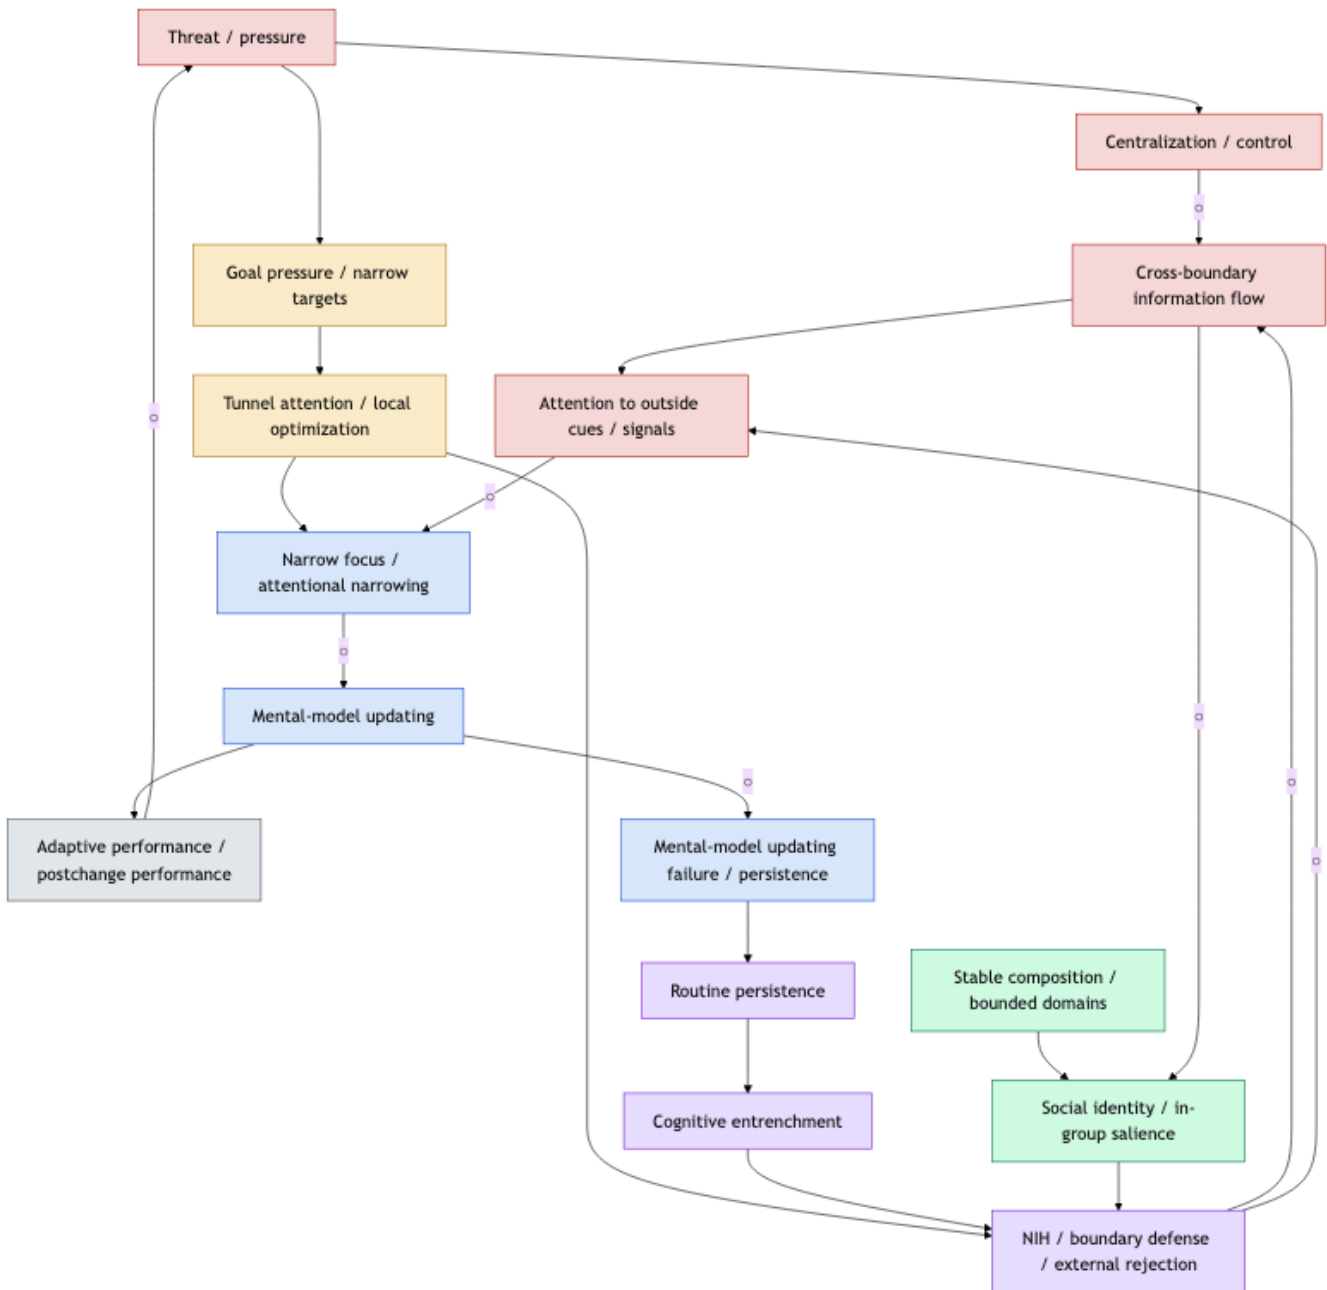 Threat / pressure
Centralization / control
Goal pressure / narrow
targets
Cross-boundary
information flow
Tunnel attention / local
optimization
Attention to outside
cues / signals
Narrow focus /
attentional narrowing
Mental-model updating
Adaptive performance /
postchange performance
Mental-model updating
failure / persistence
Routine persistence
Stable composition /
bounded domains
Cognitive entrenchment
Social identity / in-
group salience
NIH / boundary defense
/ external rejection